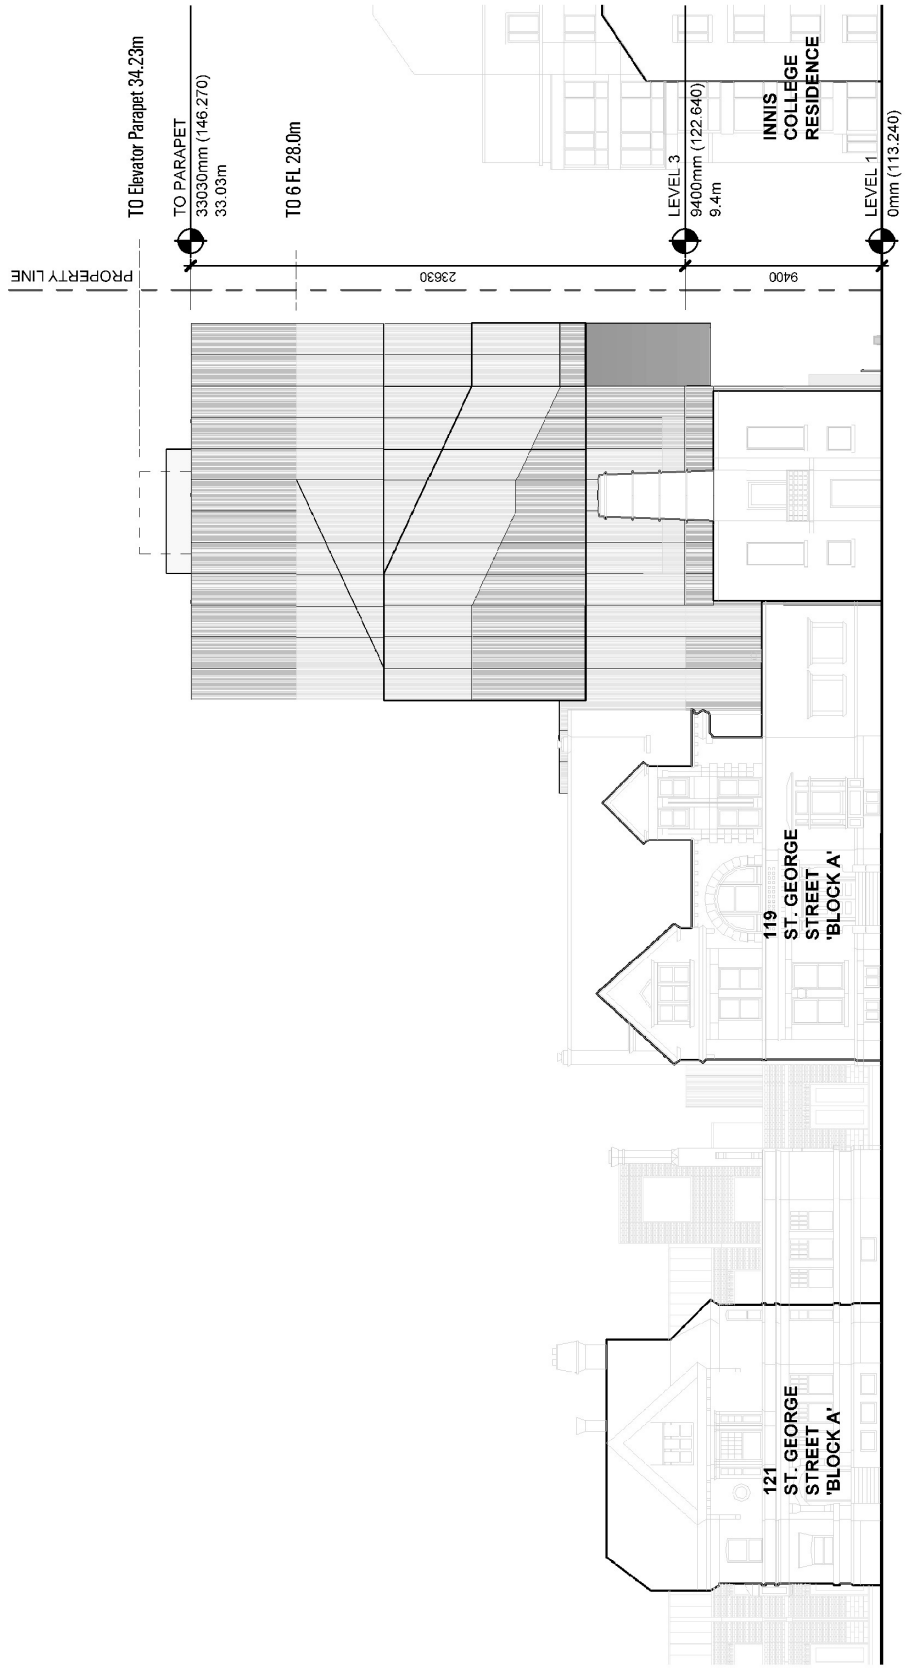 TO Elevator Parapet 34.23m
TO PARAPET
33030mm (146.270)
33.03m
TO 6 FL 28.0m
LEVEL 3
9400mm (122.640)
9.4m
LEVEL 1
0mm (113.240)
PROPERTY LINE
23630
9400
INNIS
COLLEGE
RESIDENCE
119
ST. GEORGE
STREET
'BLOCK A'
121
ST. GEORGE
STREET
'BLOCK A'